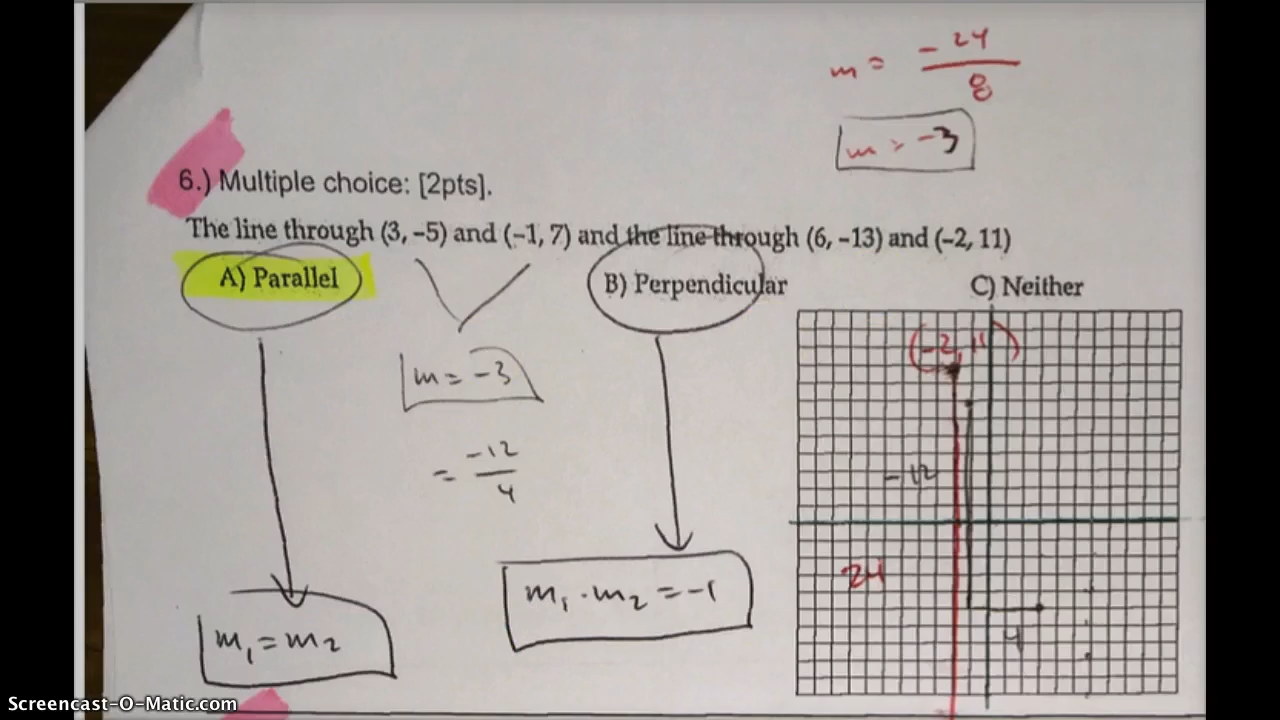 m = -24
8
m = -3
6.) Multiple choice: [2pts].
The line through (3, -5) and (-1, 7) and the line through (6, -13) and (-2, 11)
A) Parallel B) Perpendicular C) Neither
(-2, 11)
m = -3
= -12
4
-12
24
4
m₁ · m₂ = -1
m₁ = m₂
Screencast-O-Matic.com